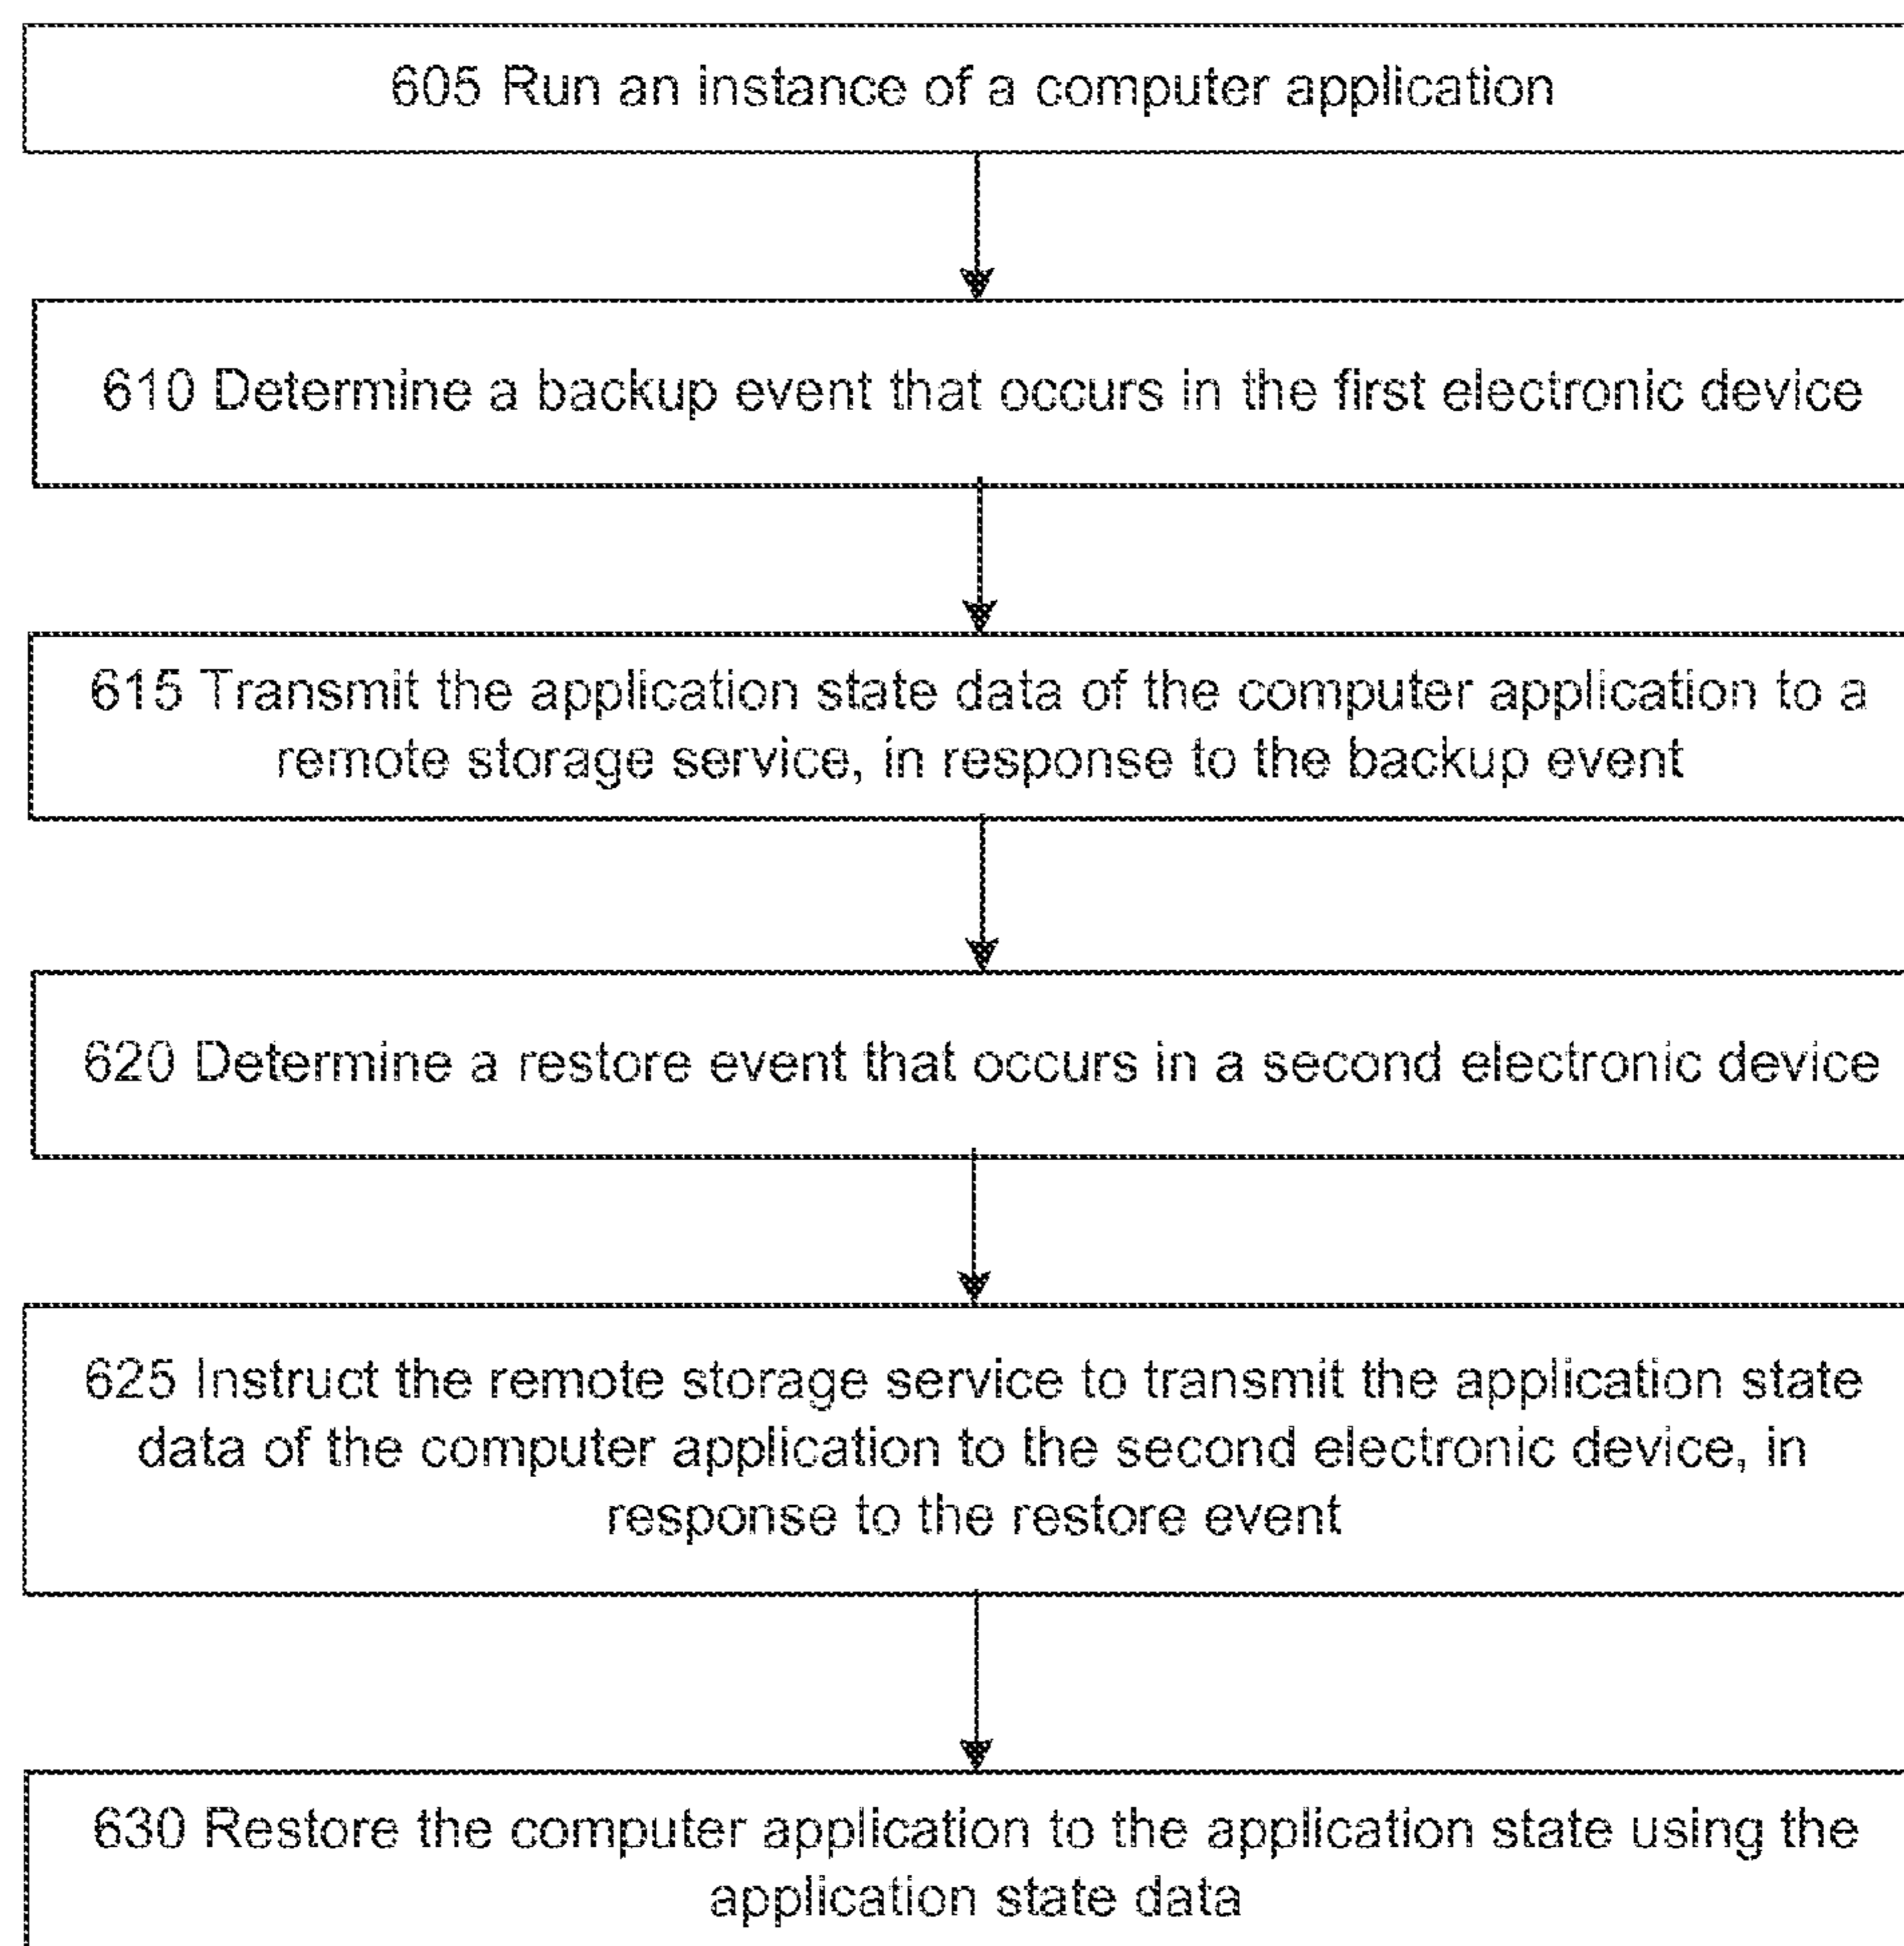 605 Run an instance of a computer application
610 Determine a backup event that occurs in the first electronic device
615 Transmit the application state data of the computer application to a
remote storage service, in response to the backup event
620 Determine a restore event that occurs in a second electronic device
625 Instruct the remote storage service to transmit the application state
data of the computer application to the second electronic device, in
response to the restore event
630 Restore the computer application to the application state using the
application state data